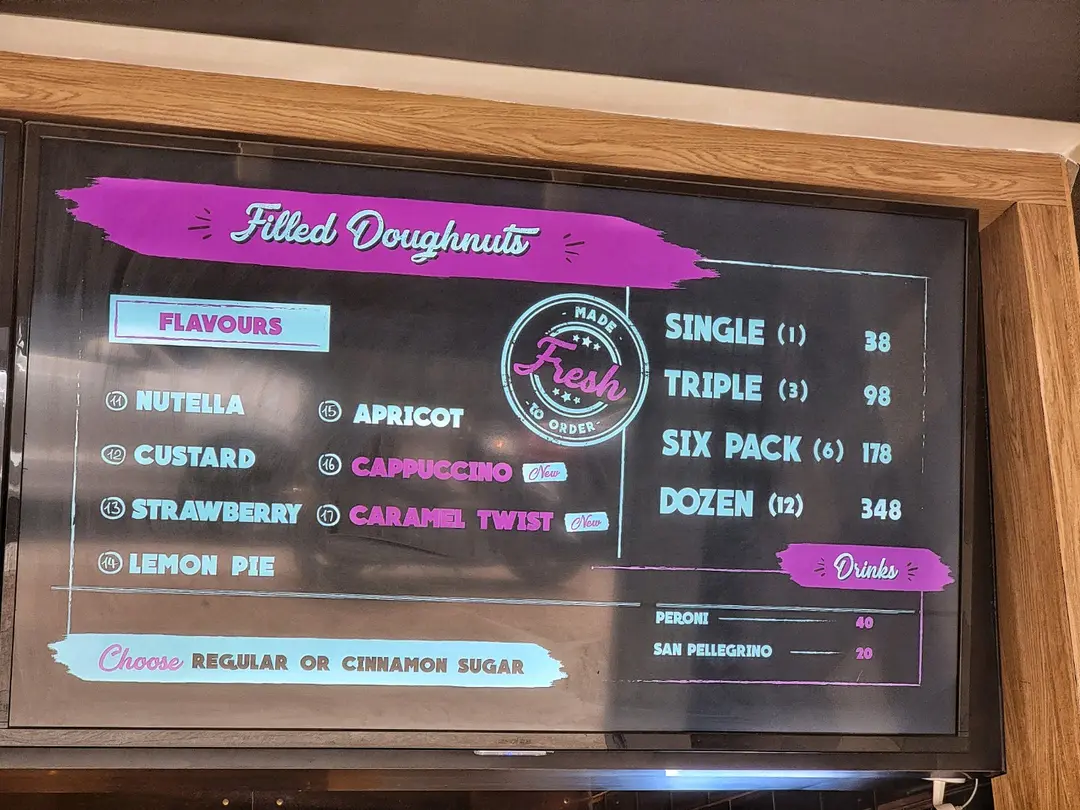 Filled Doughnuts
FLAVOURS
11 NUTELLA
12 CUSTARD
13 STRAWBERRY
14 LEMON PIE
15 APRICOT
16 CAPPUCCINO New
17 CARAMEL TWIST New
- MADE -
Fresh
- TO ORDER -
SINGLE (1) 38
TRIPLE (3) 98
SIX PACK (6) 178
DOZEN (12) 348
Drinks
PERONI 40
SAN PELLEGRINO 20
Choose REGULAR OR CINNAMON SUGAR